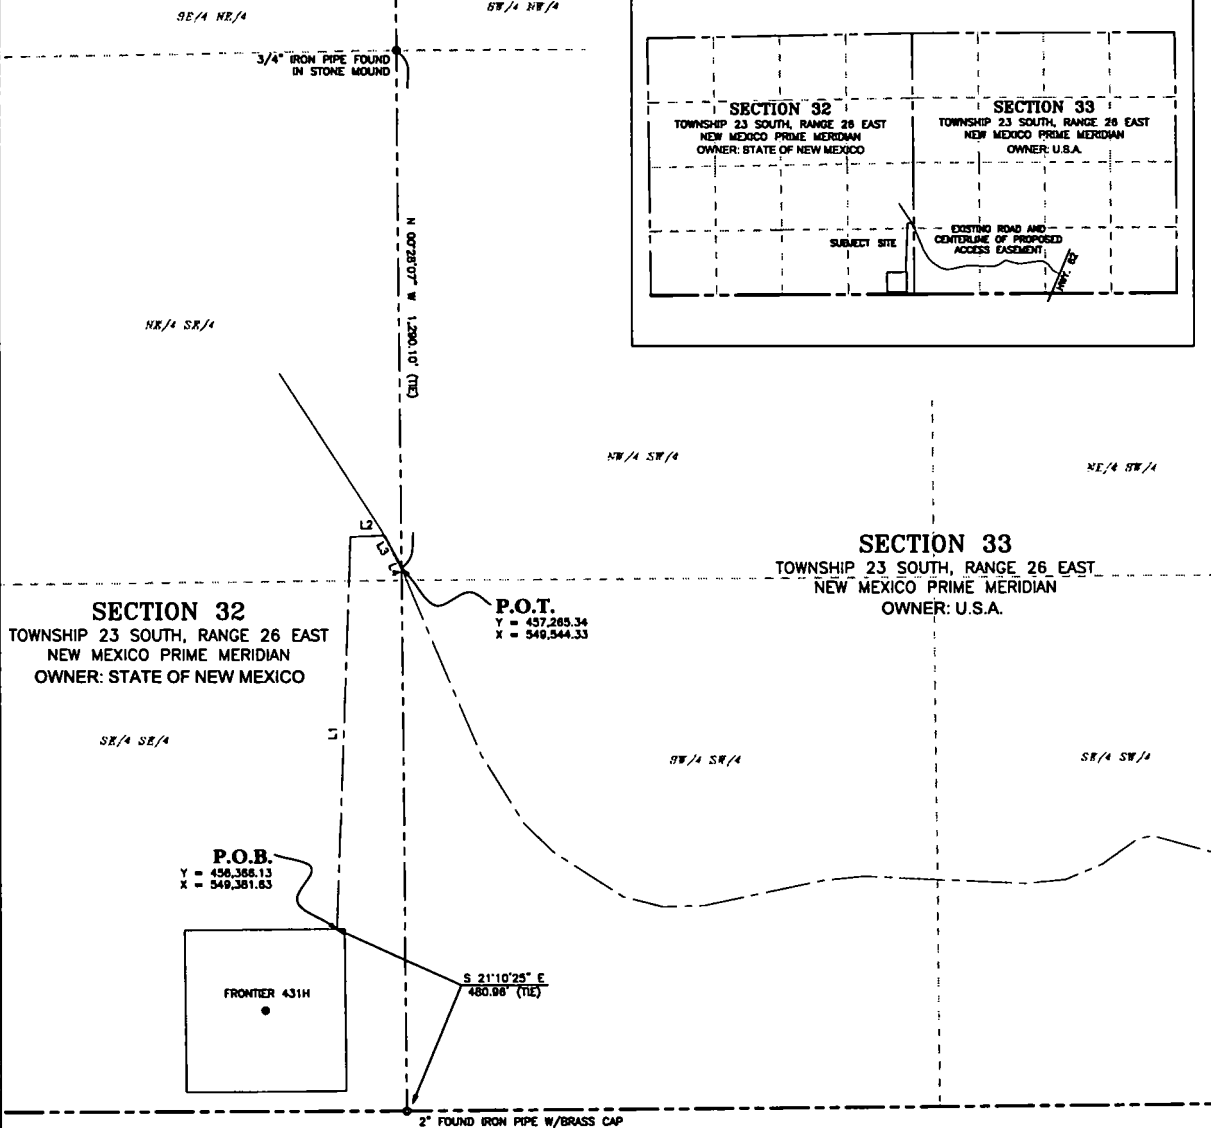 SE/4 NE/4
SW/4 NW/4
3/4" IRON PIPE FOUND
IN STONE MOUND
SECTION 32
TOWNSHIP 23 SOUTH, RANGE 26 EAST
NEW MEXICO PRIME MERIDIAN
OWNER: STATE OF NEW MEXICO
SECTION 33
TOWNSHIP 23 SOUTH, RANGE 26 EAST
NEW MEXICO PRIME MERIDIAN
OWNER: U.S.A.
SUBJECT SITE
EXISTING ROAD AND
CENTERLINE OF PROPOSED
ACCESS EASEMENT
HWY. 62
N 00°28'07" W 1,290.10' (TIE)
NE/4 SE/4
NW/4 SW/4
NE/4 SW/4
L2
L3
L4
SECTION 33
TOWNSHIP 23 SOUTH, RANGE 26 EAST
NEW MEXICO PRIME MERIDIAN
OWNER: U.S.A.
P.O.T.
Y = 457,265.34
X = 549,544.33
SECTION 32
TOWNSHIP 23 SOUTH, RANGE 26 EAST
NEW MEXICO PRIME MERIDIAN
OWNER: STATE OF NEW MEXICO
L1
SE/4 SE/4
SW/4 SW/4
SE/4 SW/4
P.O.B.
Y = 456,366.13
X = 549,381.63
FRONTIER 431H
S 21°10'25" E
480.96' (TIE)
2" FOUND IRON PIPE W/BRASS CAP